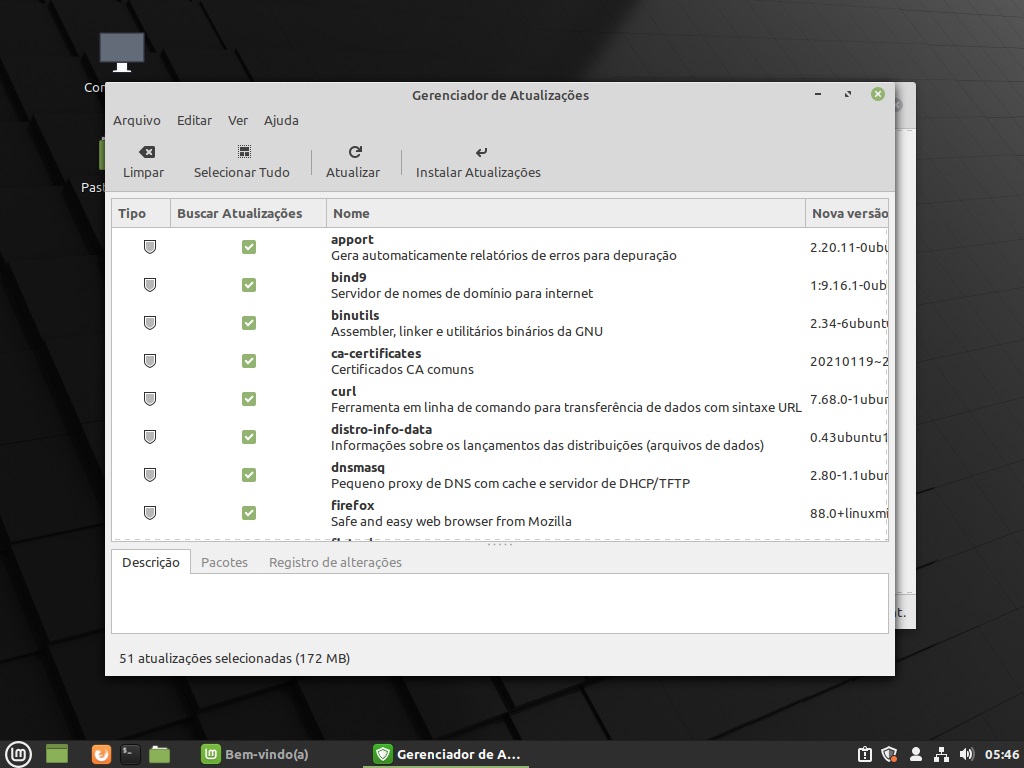 Gerenciador de Atualizações
Arquivo Editar Ver Ajuda
Limpar Selecionar Tudo Atualizar Instalar Atualizações
Tipo Buscar Atualizações Nome Nova versão
apport
Gera automaticamente relatórios de erros para depuração
2.20.11-0ubu
bind9
Servidor de nomes de domínio para internet
1:9.16.1-0ub
binutils
Assembler, linker e utilitários binários da GNU
2.34-6ubunt
ca-certificates
Certificados CA comuns
20210119~2
curl
Ferramenta em linha de comando para transferência de dados com sintaxe URL
7.68.0-1ubun
distro-info-data
Informações sobre os lançamentos das distribuições (arquivos de dados)
0.43ubuntu1
dnsmasq
Pequeno proxy de DNS com cache e servidor de DHCP/TFTP
2.80-1.1ubun
firefox
Safe and easy web browser from Mozilla
88.0+linuxmi
Descrição Pacotes Registro de alterações
51 atualizações selecionadas (172 MB)
Bem-vindo(a) Gerenciador de A... 05:46